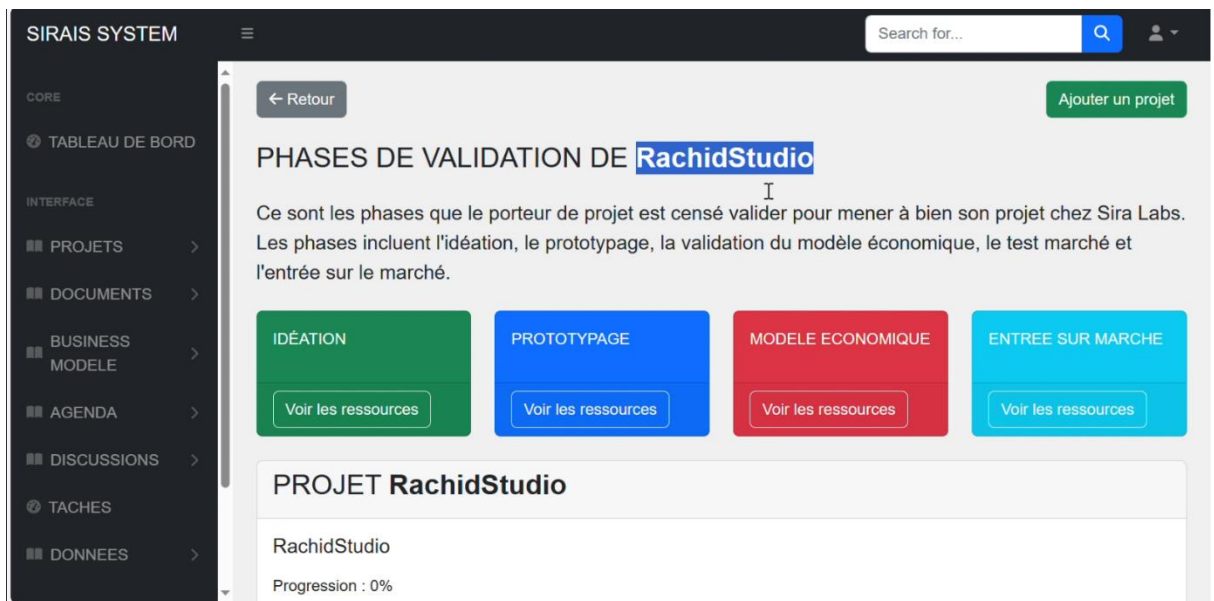 SIRAIS SYSTEM
Search for...
CORE
TABLEAU DE BORD
INTERFACE
PROJETS
DOCUMENTS
BUSINESS
MODELE
AGENDA
DISCUSSIONS
TACHES
DONNEES
← Retour
Ajouter un projet
PHASES DE VALIDATION DE RachidStudio
Ce sont les phases que le porteur de projet est censé valider pour mener à bien son projet chez Sira Labs.
Les phases incluent l'idéation, le prototypage, la validation du modèle économique, le test marché et
l'entrée sur le marché.
IDÉATION
Voir les ressources
PROTOTYPAGE
Voir les ressources
MODELE ECONOMIQUE
Voir les ressources
ENTREE SUR MARCHE
Voir les ressources
PROJET RachidStudio
RachidStudio
Progression : 0%